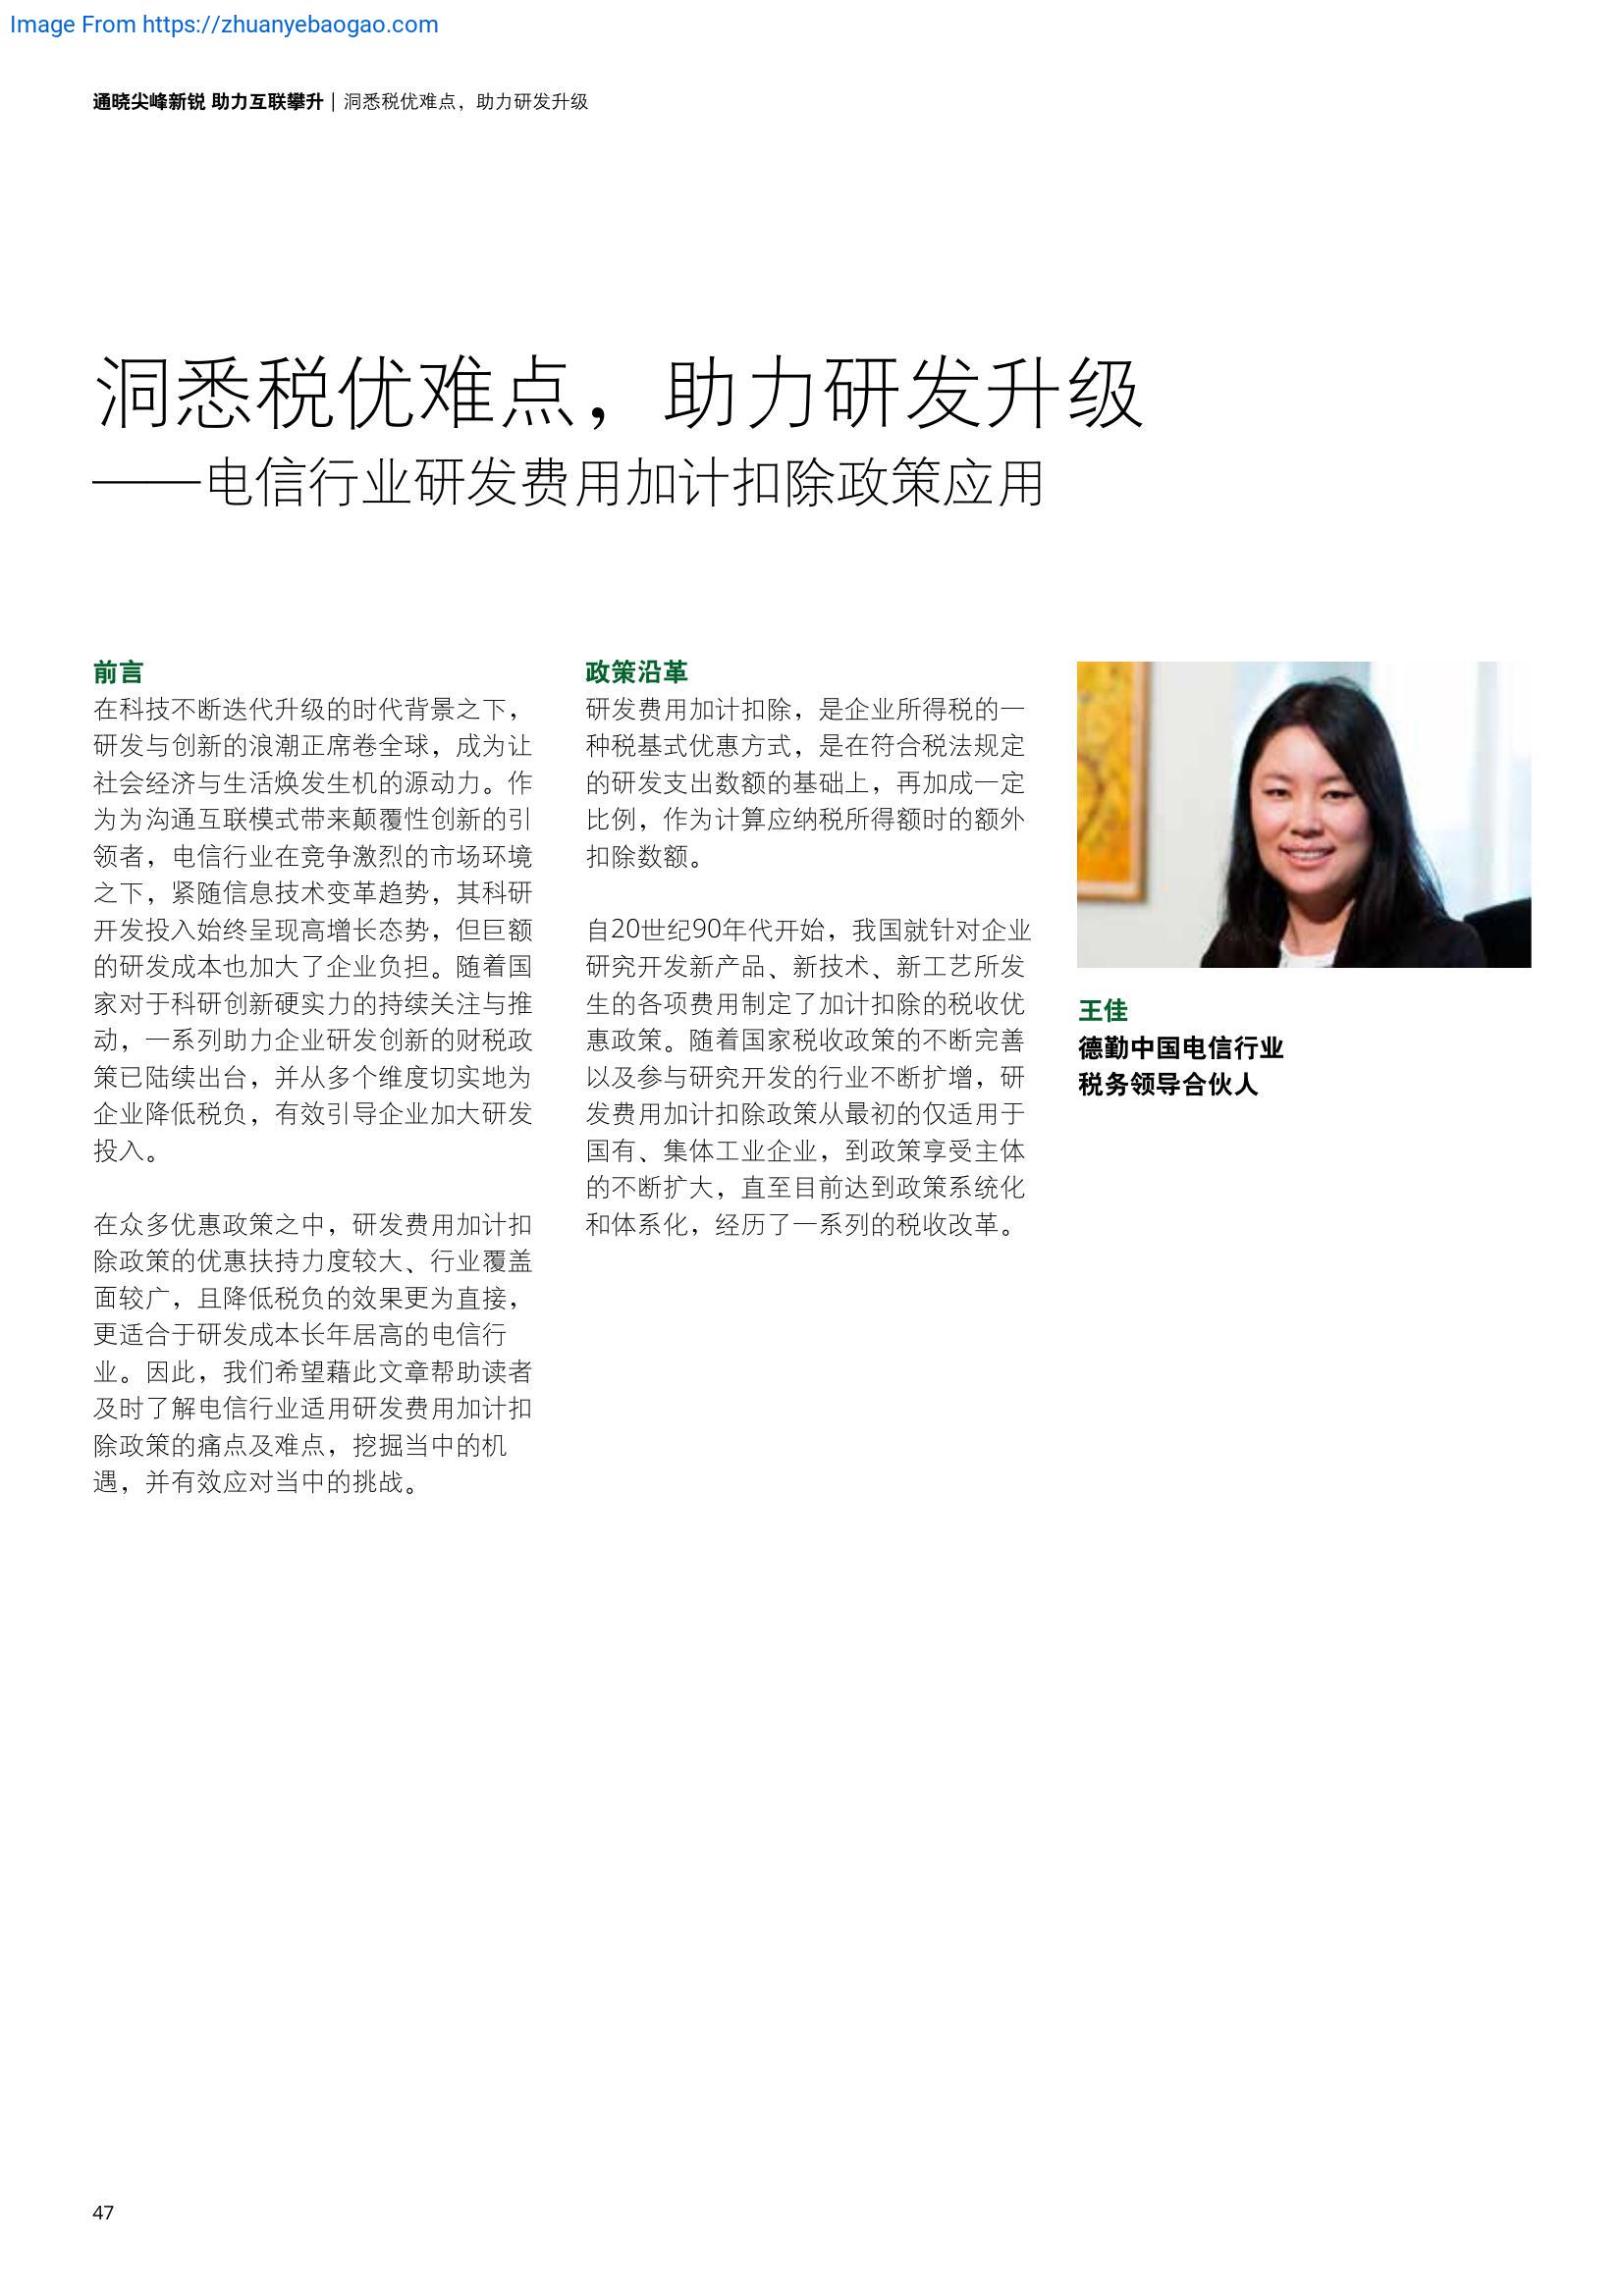 Image From https://zhuanyebaogao.com
通晓尖峰新锐 助力互联攀升 | 洞悉税优难点，助力研发升级
洞悉税优难点，助力研发升级
——电信行业研发费用加计扣除政策应用
前言
在科技不断迭代升级的时代背景之下，
研发与创新的浪潮正席卷全球，成为让
社会经济与生活焕发生机的源动力。作
为为沟通互联模式带来颠覆性创新的引
领者，电信行业在竞争激烈的市场环境
之下，紧随信息技术变革趋势，其科研
开发投入始终呈现高增长态势，但巨额
的研发成本也加大了企业负担。随着国
家对于科研创新硬实力的持续关注与推
动，一系列助力企业研发创新的财税政
策已陆续出台，并从多个维度切实地为
企业降低税负，有效引导企业加大研发
投入。
在众多优惠政策之中，研发费用加计扣
除政策的优惠扶持力度较大、行业覆盖
面较广，且降低税负的效果更为直接，
更适合于研发成本长年居高的电信行
业。因此，我们希望藉此文章帮助读者
及时了解电信行业适用研发费用加计扣
除政策的痛点及难点，挖掘当中的机
遇，并有效应对当中的挑战。
政策沿革
研发费用加计扣除，是企业所得税的一
种税基式优惠方式，是在符合税法规定
的研发支出数额的基础上，再加成一定
比例，作为计算应纳税所得额时的额外
扣除数额。
自20世纪90年代开始，我国就针对企业
研究开发新产品、新技术、新工艺所发
生的各项费用制定了加计扣除的税收优
惠政策。随着国家税收政策的不断完善
以及参与研究开发的行业不断扩增，研
发费用加计扣除政策从最初的仅适用于
国有、集体工业企业，到政策享受主体
的不断扩大，直至目前达到政策系统化
和体系化，经历了一系列的税收改革。
王佳
德勤中国电信行业
税务领导合伙人
47